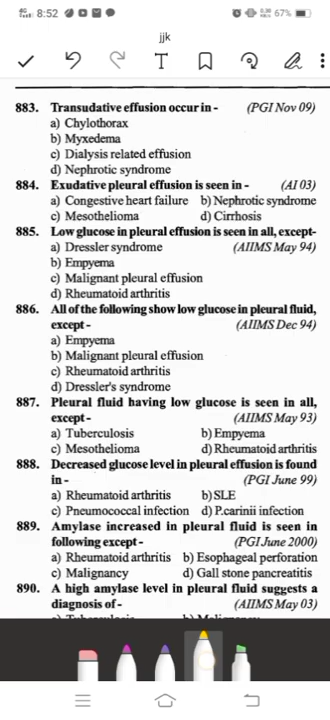 8:52
67%
jjk
T
883. Transudative effusion occur in - (PGI Nov 09)
a) Chylothorax
b) Myxedema
c) Dialysis related effusion
d) Nephrotic syndrome
884. Exudative pleural effusion is seen in - (AI 03)
a) Congestive heart failure b) Nephrotic syndrome
c) Mesothelioma d) Cirrhosis
885. Low glucose in pleural effusion is seen in all, except-
a) Dressler syndrome (AIIMS May 94)
b) Empyema
c) Malignant pleural effusion
d) Rheumatoid arthritis
886. All of the following show low glucose in pleural fluid,
except - (AIIMS Dec 94)
a) Empyema
b) Malignant pleural effusion
c) Rheumatoid arthritis
d) Dressler's syndrome
887. Pleural fluid having low glucose is seen in all,
except - (AIIMS May 93)
a) Tuberculosis b) Empyema
c) Mesothelioma d) Rheumatoid arthritis
888. Decreased glucose level in pleural effusion is found
in - (PGI June 99)
a) Rheumatoid arthritis b) SLE
c) Pneumococcal infection d) P.carinii infection
889. Amylase increased in pleural fluid is seen in
following except - (PGI June 2000)
a) Rheumatoid arthritis b) Esophageal perforation
c) Malignancy d) Gall stone pancreatitis
890. A high amylase level in pleural fluid suggests a
diagnosis of - (AIIMS May 03)